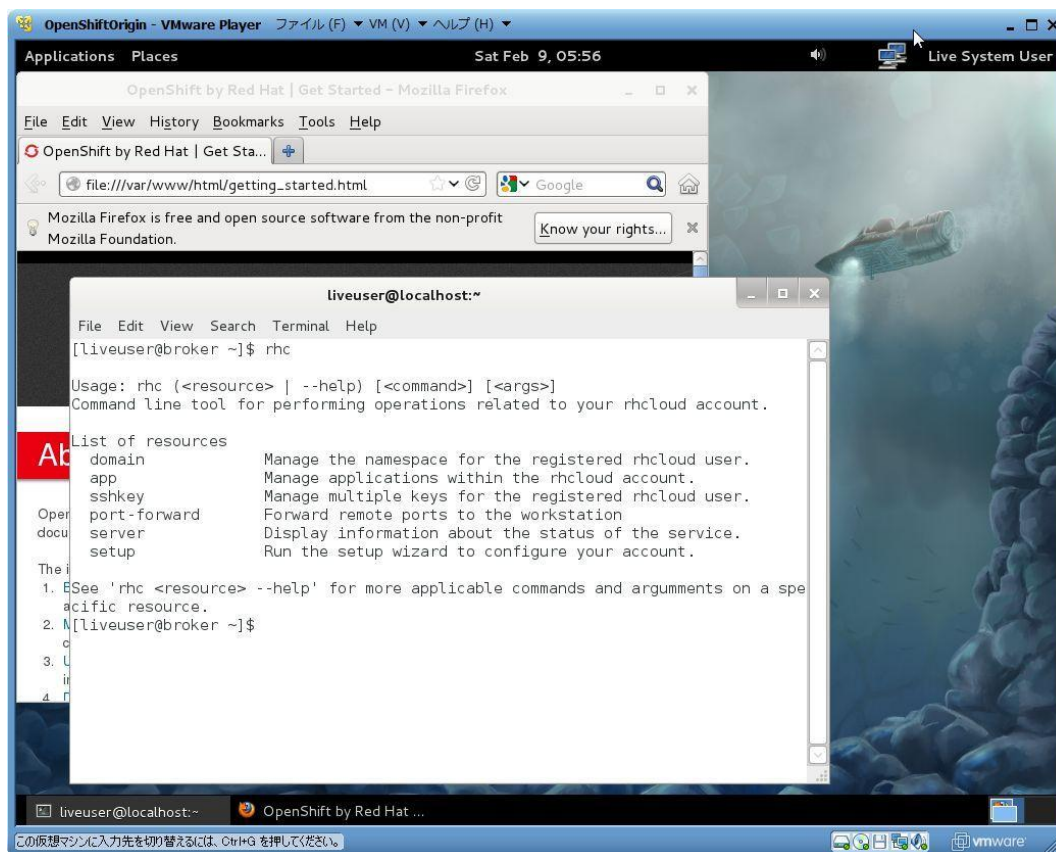 OpenShiftOrigin - VMware Player ファイル(F) ▼ VM(V) ▼ ヘルプ(H) ▼
Applications Places Sat Feb 9, 05:56 Live System User
OpenShift by Red Hat | Get Started - Mozilla Firefox
File Edit View History Bookmarks Tools Help
OpenShift by Red Hat | Get Sta...
file:///var/www/html/getting_started.html Google
Mozilla Firefox is free and open source software from the non-profit
Mozilla Foundation.
Know your rights...
liveuser@localhost:~
File Edit View Search Terminal Help
[liveuser@broker ~]$ rhc
Usage: rhc (<resource> | --help) [<command>] [<args>]
Command line tool for performing operations related to your rhcloud account.
List of resources
domain Manage the namespace for the registered rhcloud user.
app Manage applications within the rhcloud account.
sshkey Manage multiple keys for the registered rhcloud user.
port-forward Forward remote ports to the workstation
server Display information about the status of the service.
setup Run the setup wizard to configure your account.
See 'rhc <resource> --help' for more applicable commands and argumments on a spe
cific resource.
[liveuser@broker ~]$
Ab
Oper
docu
The i
1.
2.
3.
4.
liveuser@localhost:~ OpenShift by Red Hat ...
この仮想マシンに入力先を切り替えるには、Ctrl+G を押してください。
vmware